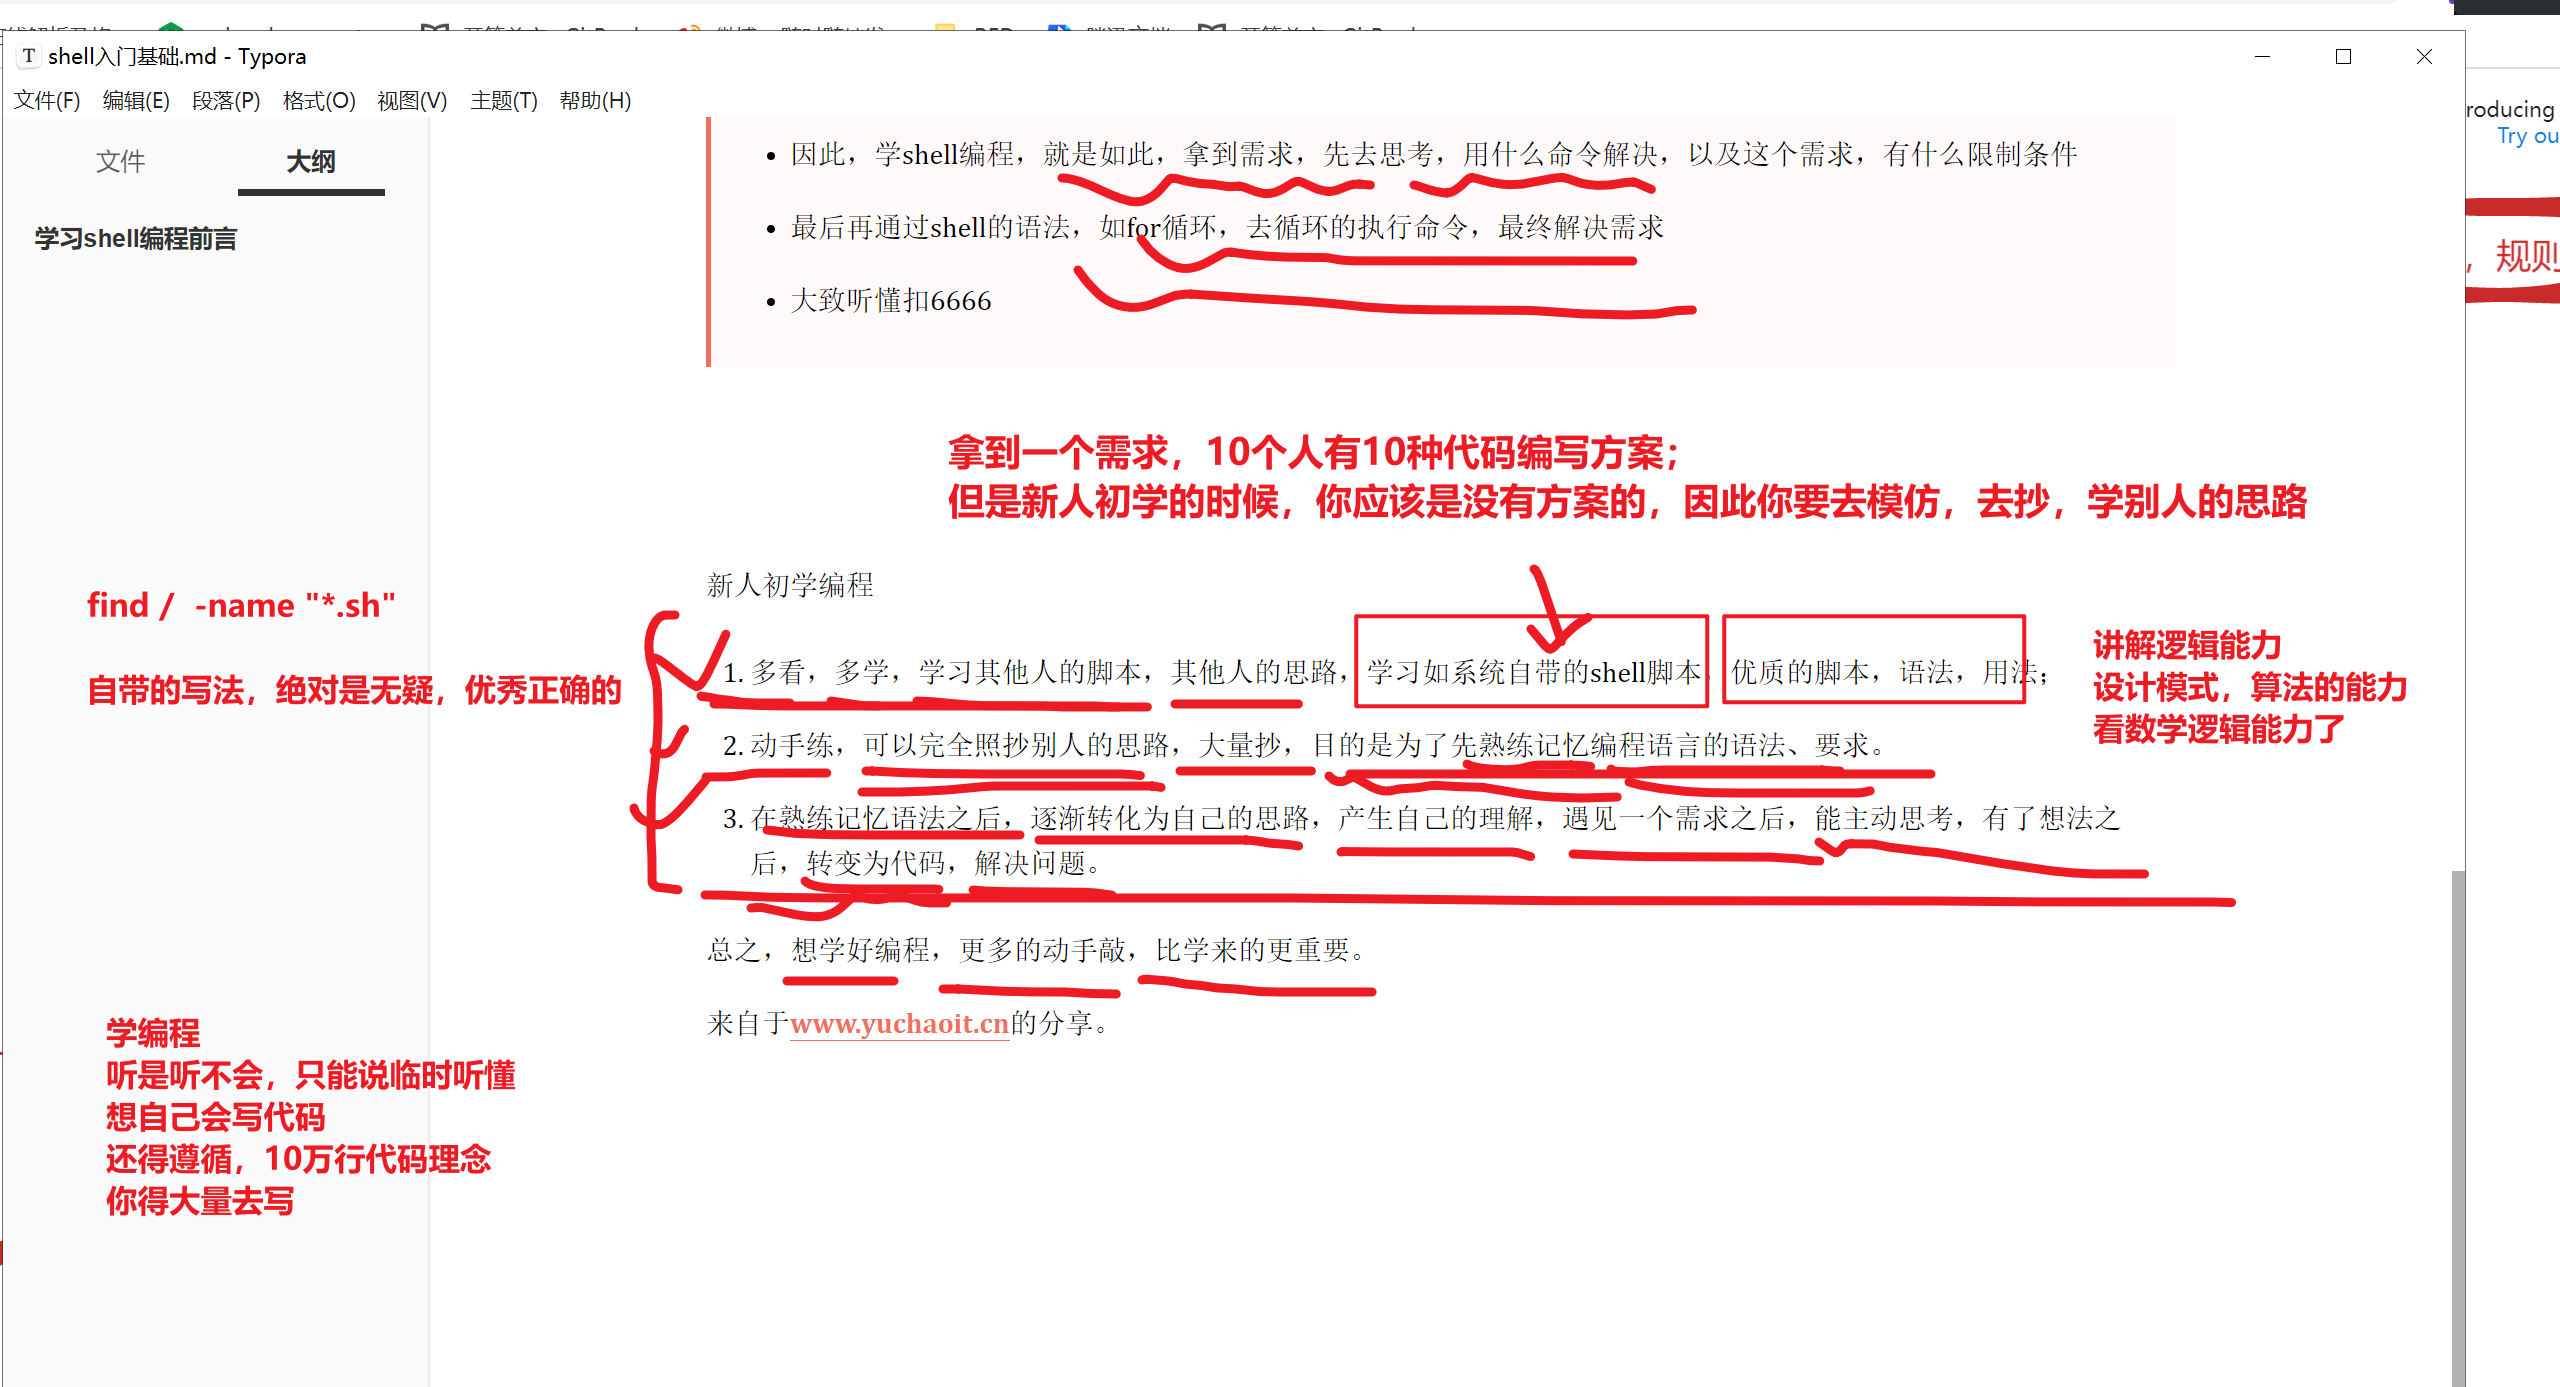 shell入门基础.md - Typora
文件(F) 编辑(E) 段落(P) 格式(O) 视图(V) 主题(T) 帮助(H)
roducing
Try ou
文件 大纲
学习shell编程前言
因此，学shell编程，就是如此，拿到需求，先去思考，用什么命令解决，以及这个需求，有什么限制条件
最后再通过shell的语法，如for循环，去循环的执行命令，最终解决需求
，规则
大致听懂扣6666
拿到一个需求，10个人有10种代码编写方案；
但是新人初学的时候，你应该是没有方案的，因此你要去模仿，去抄，学别人的思路
新人初学编程
find /  -name "*.sh"
自带的写法，绝对是无疑，优秀正确的
1. 多看，多学，学习其他人的脚本，其他人的思路，学习如系统自带的shell脚本，优质的脚本，语法，用法；
讲解逻辑能力
设计模式，算法的能力
看数学逻辑能力了
2. 动手练，可以完全照抄别人的思路，大量抄，目的是为了先熟练记忆编程语言的语法、要求。
3. 在熟练记忆语法之后，逐渐转化为自己的思路，产生自己的理解，遇见一个需求之后，能主动思考，有了想法之
后，转变为代码，解决问题。
总之，想学好编程，更多的动手敲，比学来的更重要。
来自于www.yuchaoit.cn的分享。
学编程
听是听不会，只能说临时听懂
想自己会写代码
还得遵循，10万行代码理念
你得大量去写